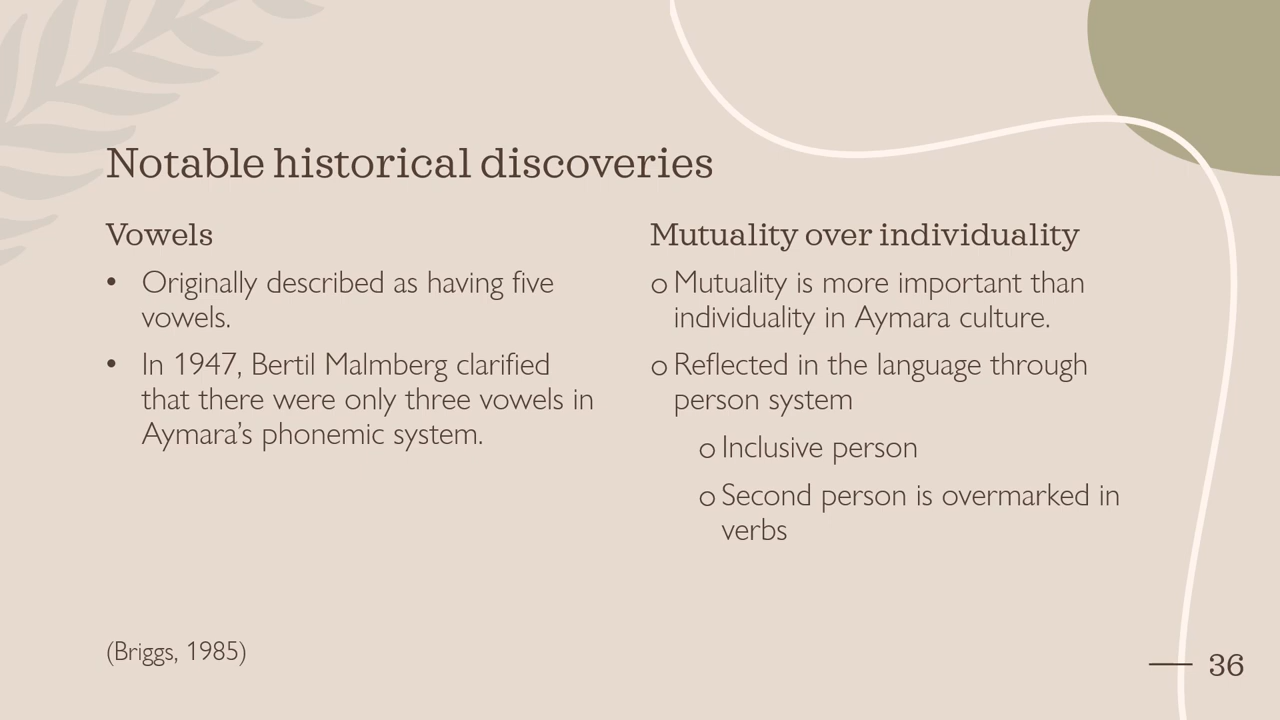 Notable historical discoveries
Vowels
• Originally described as having five
vowels.
• In 1947, Bertil Malmberg clarified
that there were only three vowels in
Aymara’s phonemic system.
Mutuality over individuality
o Mutuality is more important than
individuality in Aymara culture.
o Reflected in the language through
person system
o Inclusive person
o Second person is overmarked in
verbs
(Briggs, 1985)
36